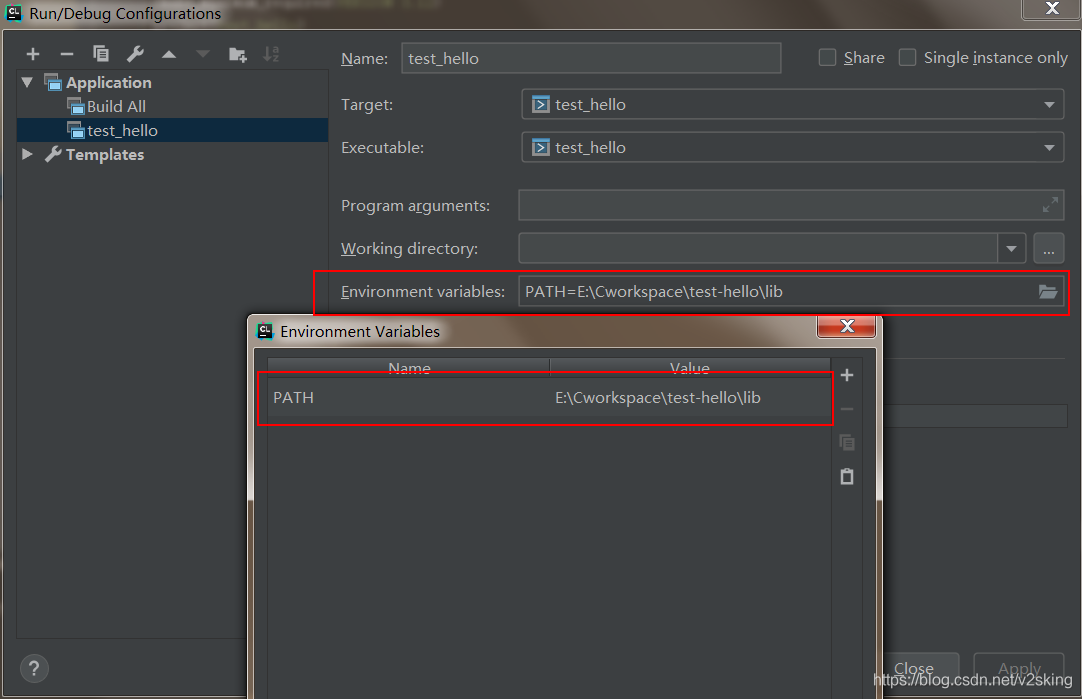 CL Run/Debug Configurations
Name: test_hello
Share
Single instance only
Application
Build All
test_hello
Templates
Target: test_hello
Executable: test_hello
Program arguments:
Working directory:
...
Environment variables: PATH=E:\Cworkspace\test-hello\lib
CL Environment Variables
Name Value
PATH E:\Cworkspace\test-hello\lib
?
Close
Apply
https://blog.csdn.net/v2sking